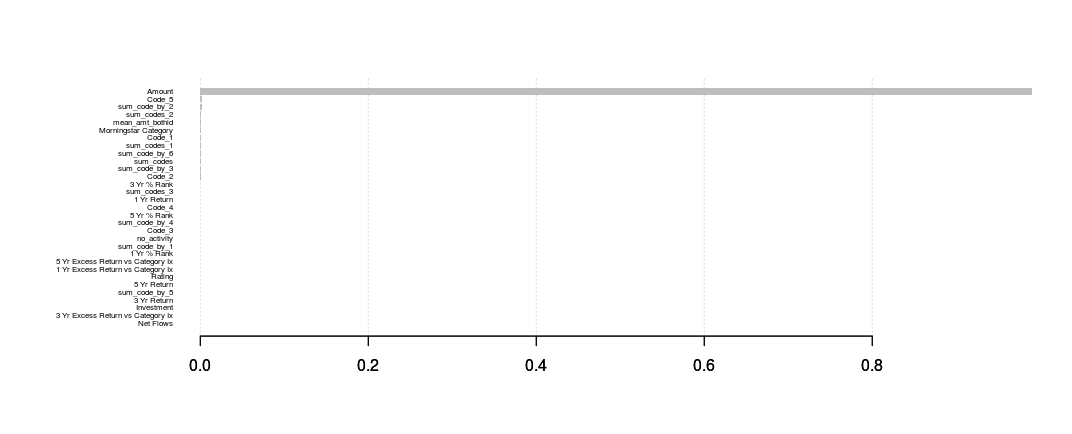 Amount
Code_5
sum_code_by_2
sum_codes_2
mean_amt_bothid
Morningstar Category
Code_1
sum_codes_1
sum_code_by_6
sum_codes
sum_code_by_3
Code_2
3 Yr % Rank
sum_codes_3
1 Yr Return
Code_4
5 Yr % Rank
sum_code_by_4
Code_3
no_activity
sum_code_by_1
1 Yr % Rank
5 Yr Excess Return vs Category Ix
1 Yr Excess Return vs Category Ix
Rating
5 Yr Return
sum_code_by_5
3 Yr Return
Investment
3 Yr Excess Return vs Category Ix
Net Flows
0.0 0.2 0.4 0.6 0.8